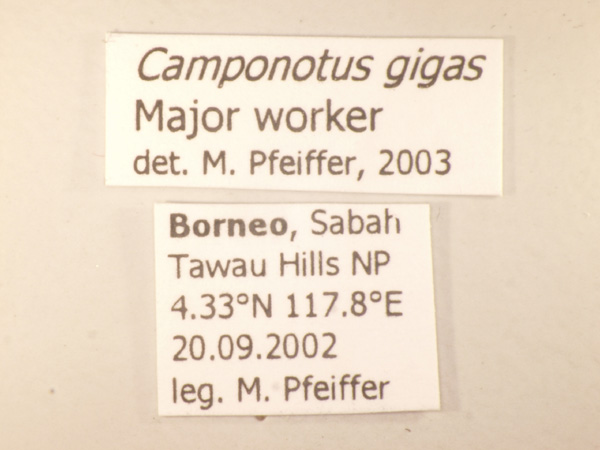 Camponotus gigas
Major worker
det. M. Pfeiffer, 2003
Borneo, Sabah
Tawau Hills NP
4.33°N 117.8°E
20.09.2002
leg. M. Pfeiffer